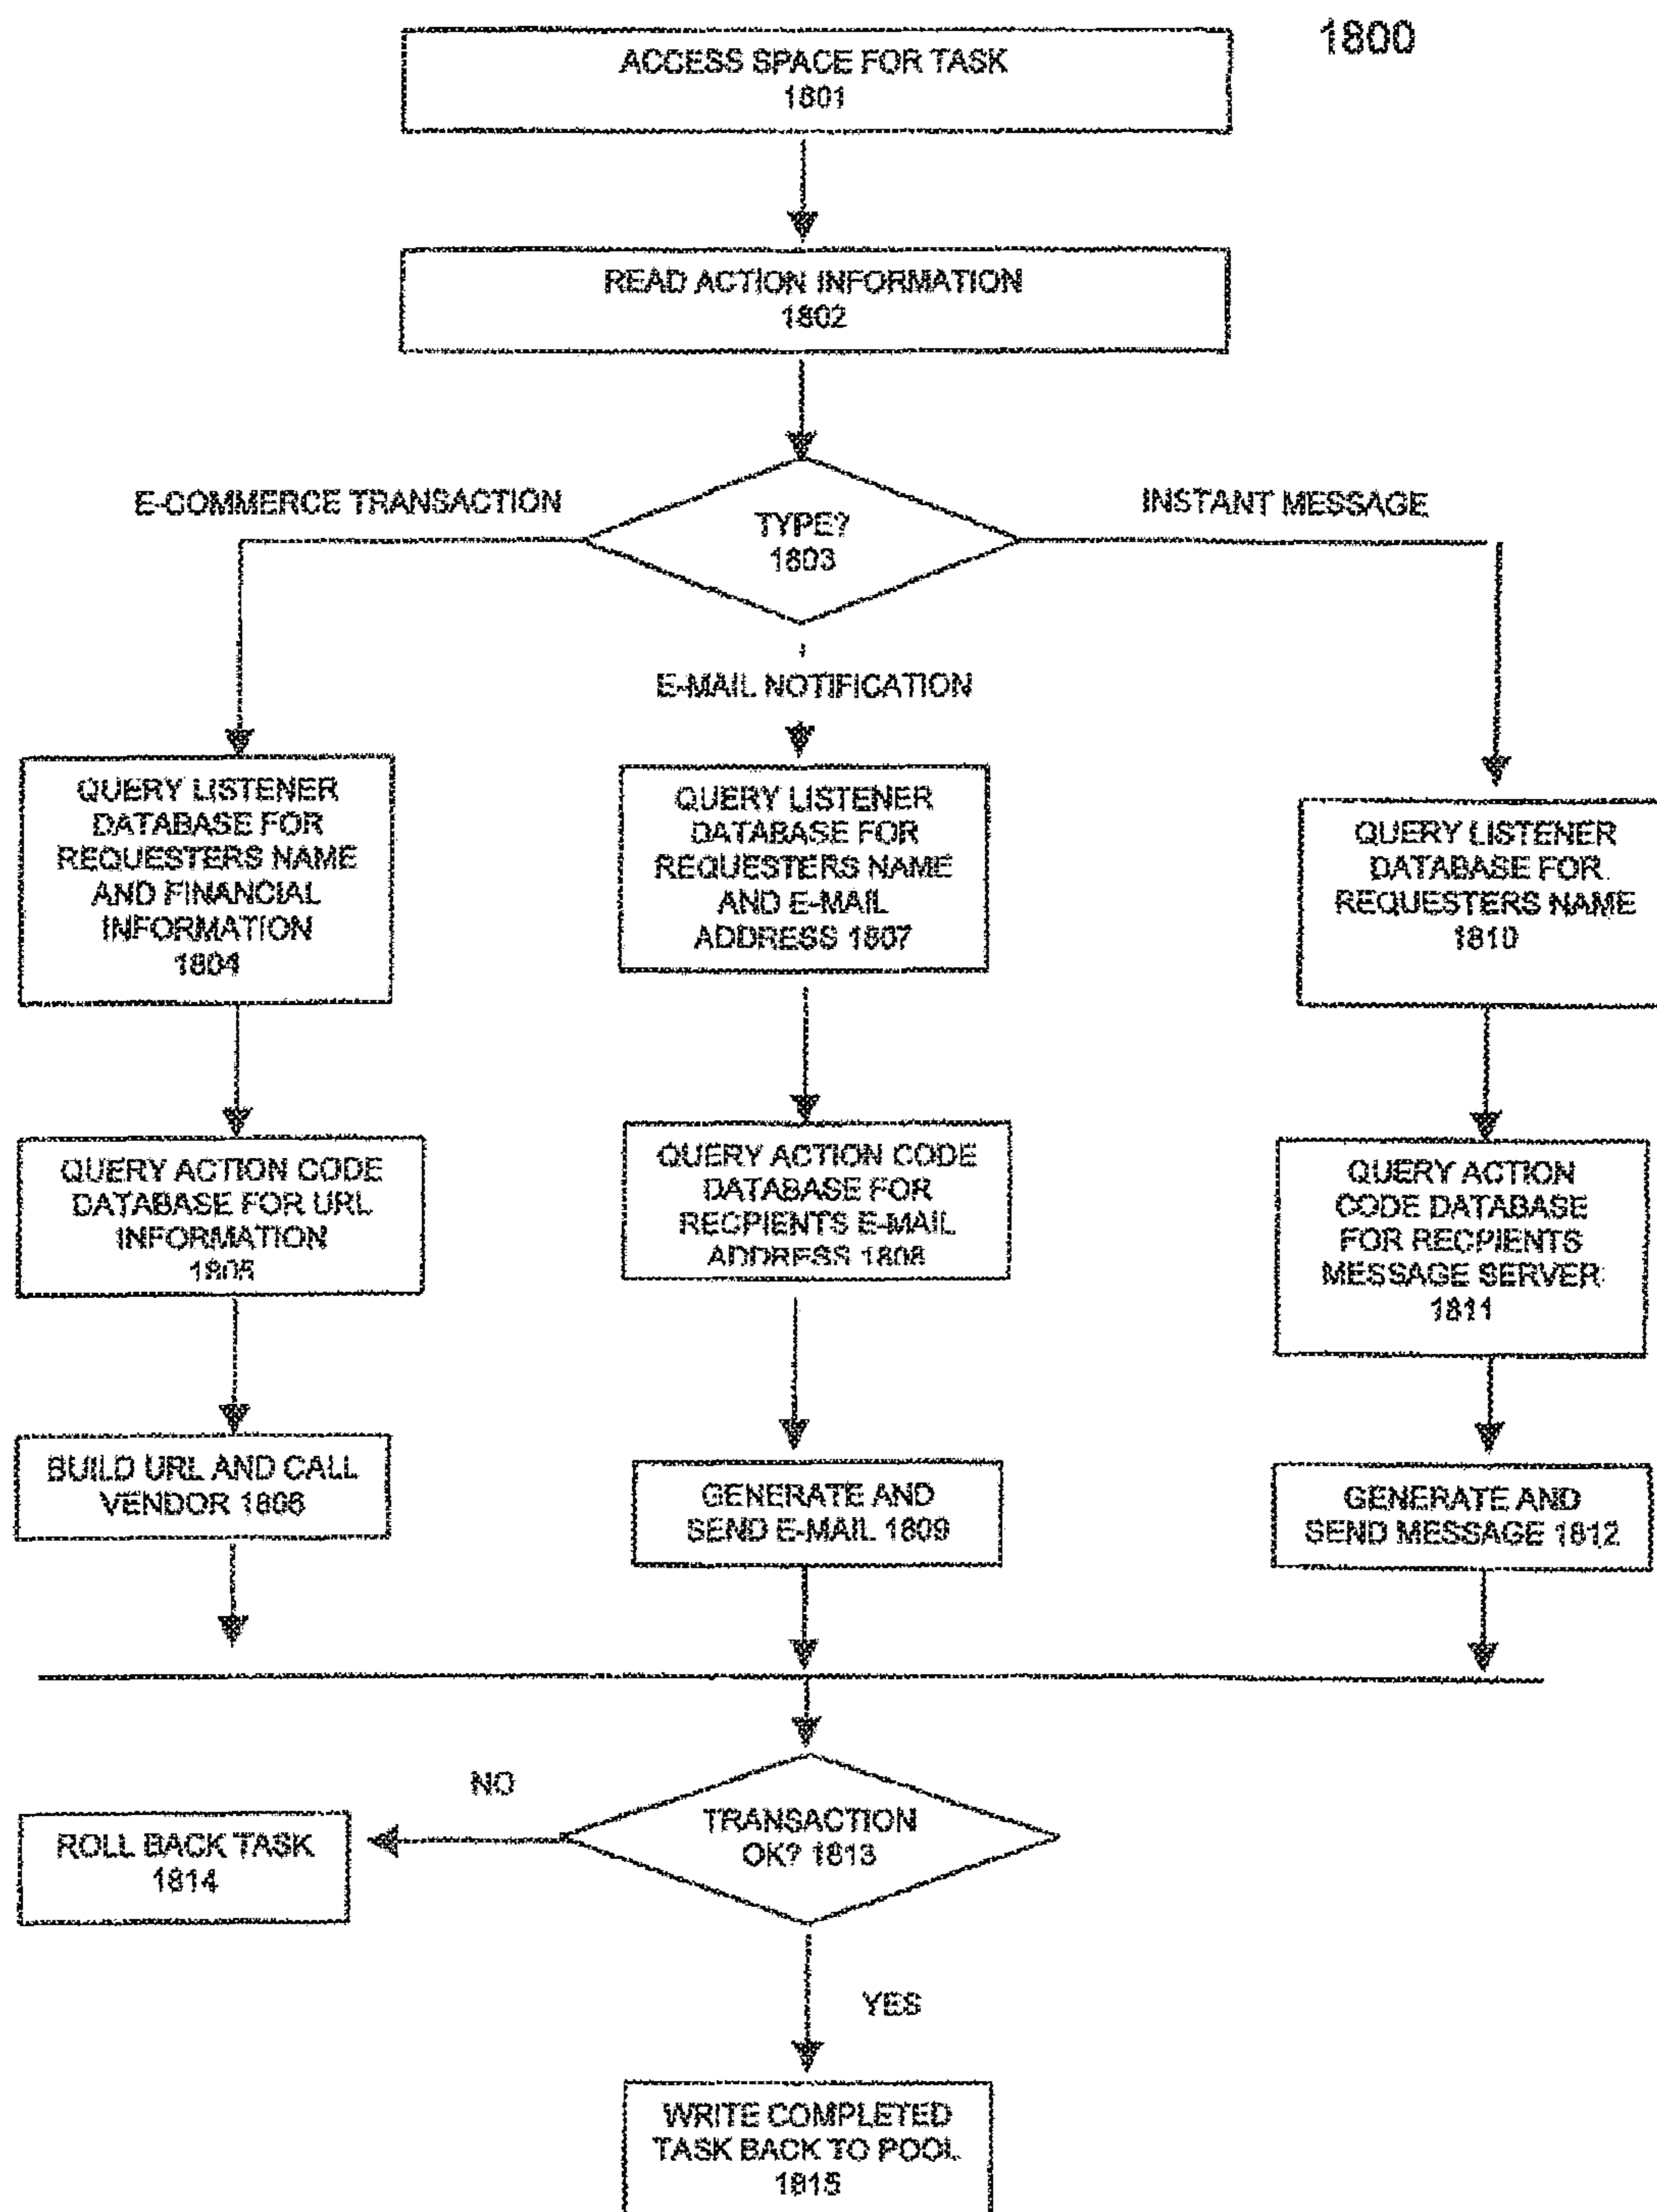 1800
ACCESS SPACE FOR TASK
1801
READ ACTION INFORMATION
1802
E-COMMERCE TRANSACTION
TYPE?
1803
INSTANT MESSAGE
E-MAIL NOTIFICATION
QUERY LISTENER
DATABASE FOR
REQUESTERS NAME
AND FINANCIAL
INFORMATION
1804
QUERY LISTENER
DATABASE FOR
REQUESTERS NAME
AND E-MAIL
ADDRESS 1807
QUERY LISTENER
DATABASE FOR
REQUESTERS NAME
1810
QUERY ACTION CODE
DATABASE FOR URL
INFORMATION
1805
QUERY ACTION CODE
DATABASE FOR
RECPIENTS E-MAIL
ADDRESS 1808
QUERY ACTION
CODE DATABASE
FOR RECPIENTS
MESSAGE SERVER
1811
BUILD URL AND CALL
VENDOR 1806
GENERATE AND
SEND E-MAIL 1809
GENERATE AND
SEND MESSAGE 1812
NO
TRANSACTION
OK? 1813
ROLL BACK TASK
1814
YES
WRITE COMPLETED
TASK BACK TO POOL
1815